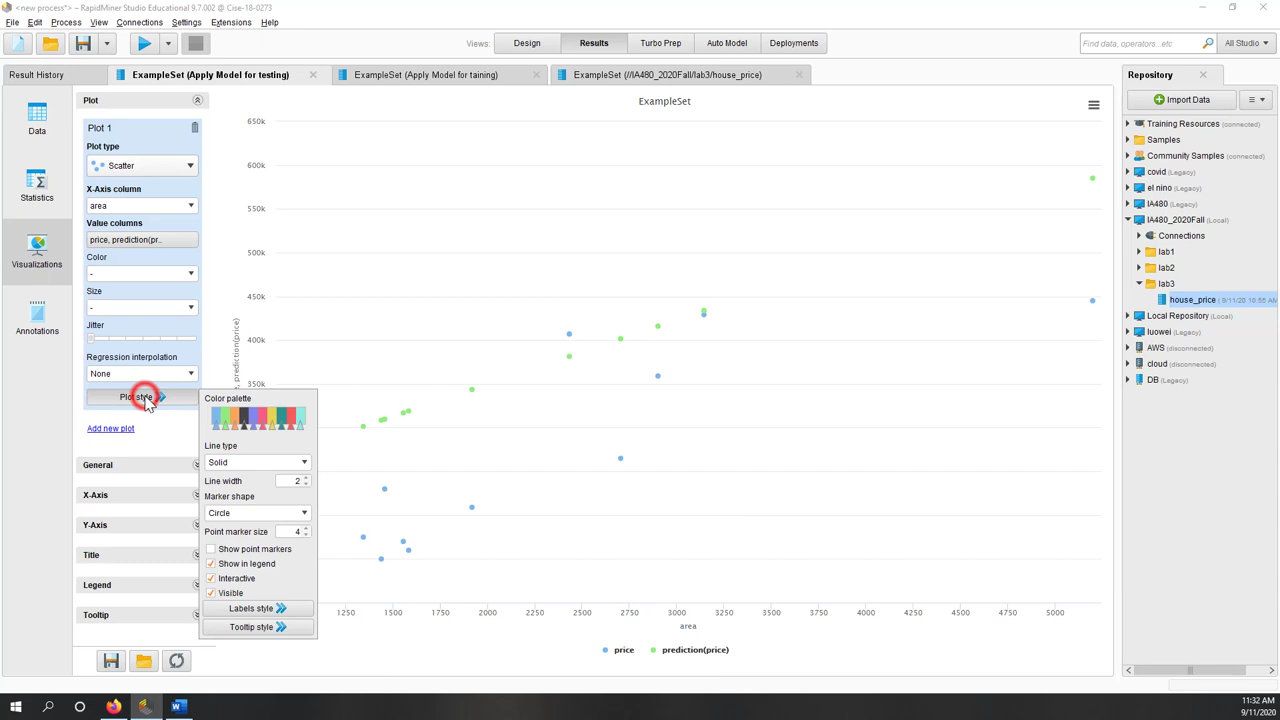 <new process*> – RapidMiner Studio Educational 9.7.002 @ Cise-18-0273
File Edit Process View Connections Settings Extensions Help
Views: Design Results Turbo Prep Auto Model Deployments
Find data, operators...etc
All Studio
Result History
ExampleSet (Apply Model for testing)
ExampleSet (Apply Model for taining)
ExampleSet (//IA480_2020Fall/lab3/house_price)
Data
Statistics
Visualizations
Annotations
Plot
Plot 1
Plot type
Scatter
X-Axis column
area
Value columns
price, prediction(pr..
Color
-
Size
-
Jitter
Regression interpolation
None
Plot style
Add new plot
General
X-Axis
Y-Axis
Title
Legend
Tooltip
Color palette
Line type
Solid
Line width
2
Marker shape
Circle
Point marker size
4
Show point markers
Show in legend
Interactive
Visible
Labels style
Tooltip style
ExampleSet
650k
600k
550k
500k
450k
400k
350k
prediction(price)
1250 1500 1750 2000 2250 2500 2750 3000 3250 3500 3750 4000 4250 4500 4750 5000
area
price prediction(price)
Repository
Import Data
Training Resources (connected)
Samples
Community Samples (connected)
covid (Legacy)
el nino (Legacy)
IA480 (Legacy)
IA480_2020Fall (Local)
Connections
lab1
lab2
lab3
house_price | 9/11/20 10:55 AM
Local Repository (Local)
luowei (Legacy)
AWS (disconnected)
cloud (disconnected)
DB (Legacy)
11:32 AM
9/11/2020